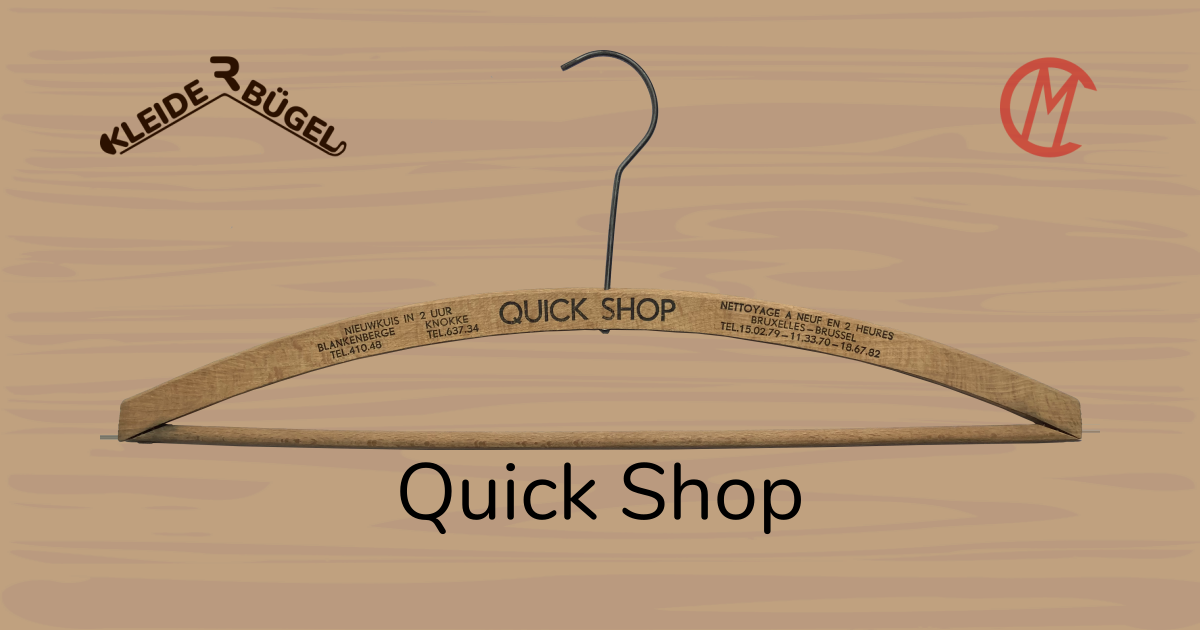 KLEIDERBÜGEL
CM
QUICK SHOP
NIEUWKUIS IN 2 UUR
BLANKENBERGE KNOKKE
TEL.410.48 TEL.637.34
NETTOYAGE A NEUF EN 2 HEURES
BRUXELLES–BRUSSEL
TEL.15.02.79–11.33.70–18.67.82
Quick Shop